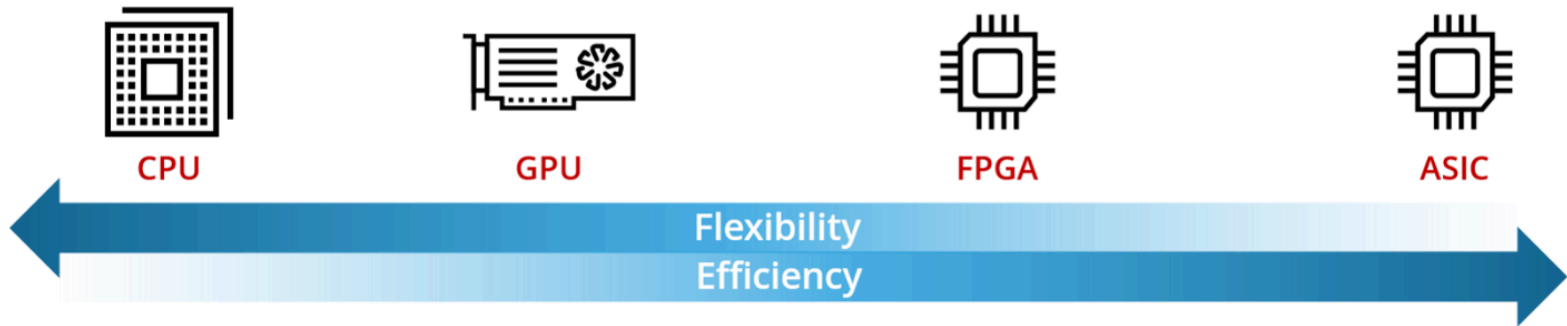 CPU
GPU
FPGA
ASIC
Flexibility
Efficiency